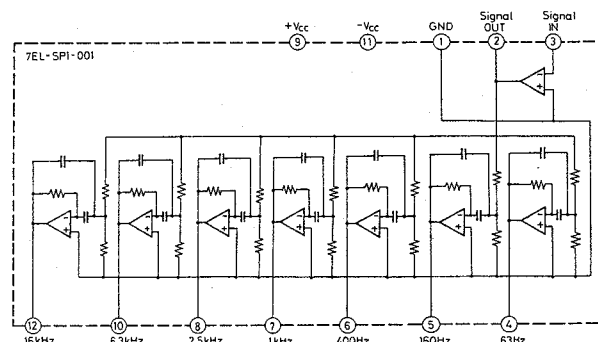 +Vcc
-Vcc
GND
Signal OUT
Signal IN
9
11
1
2
3
7EL-SP1-001
12
10
8
7
6
5
4
16kHz
6.3kHz
2.5kHz
1kHz
400Hz
160Hz
63Hz